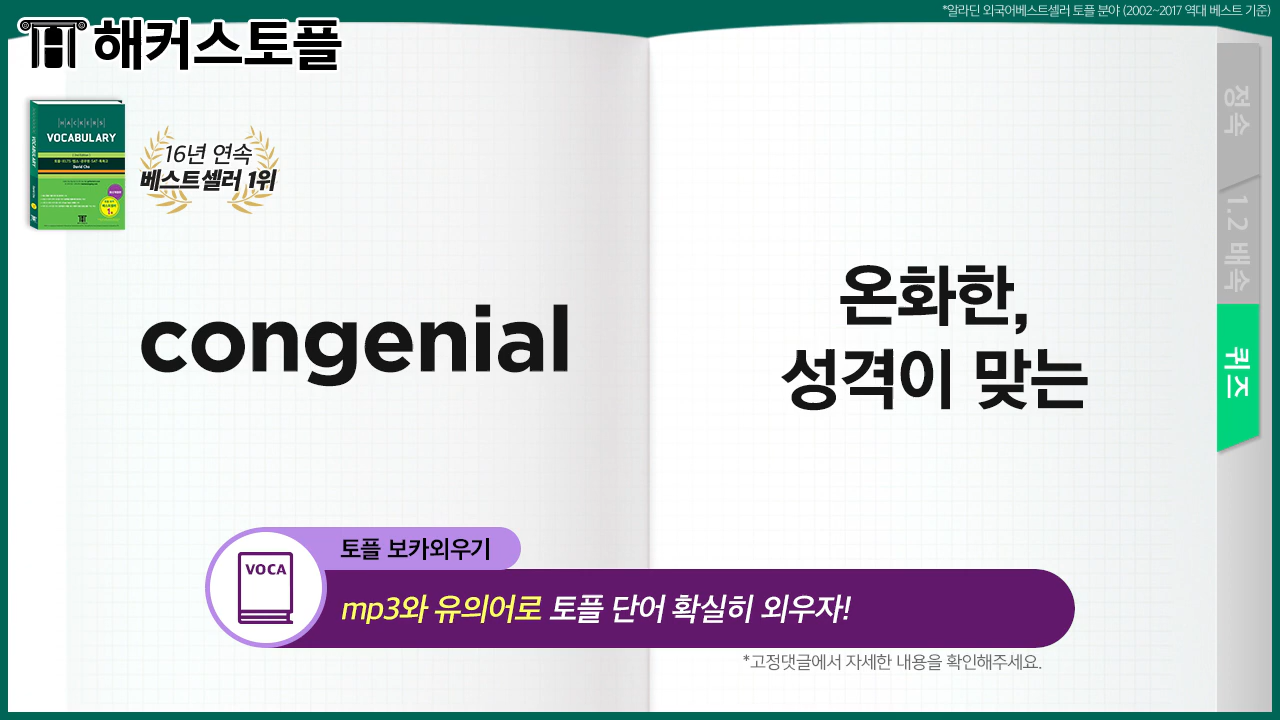 *알라딘 외국어베스트셀러 토플 분야 (2002~2017 역대 베스트 기준)
해커스토플
HACKERS
VOCABULARY
David Cho
VOCABULARY
16년 연속
베스트셀러 1위
정속
1.2 배속
퀴즈
congenial
온화한,
성격이 맞는
토플 보카외우기
VOCA
mp3와 유의어로 토플 단어 확실히 외우자!
*고정댓글에서 자세한 내용을 확인해주세요.